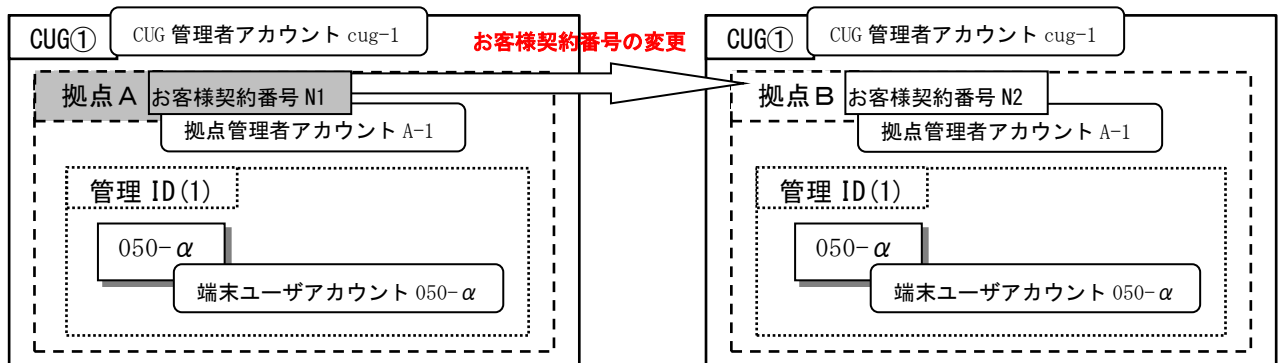 CUG① CUG 管理者アカウント cug-1
お客様契約番号の変更
拠点A お客様契約番号 N1
拠点管理者アカウント A-1
管理 ID(1)
050-α
端末ユーザアカウント 050-α
CUG① CUG 管理者アカウント cug-1
拠点B お客様契約番号 N2
拠点管理者アカウント A-1
管理 ID(1)
050-α
端末ユーザアカウント 050-α